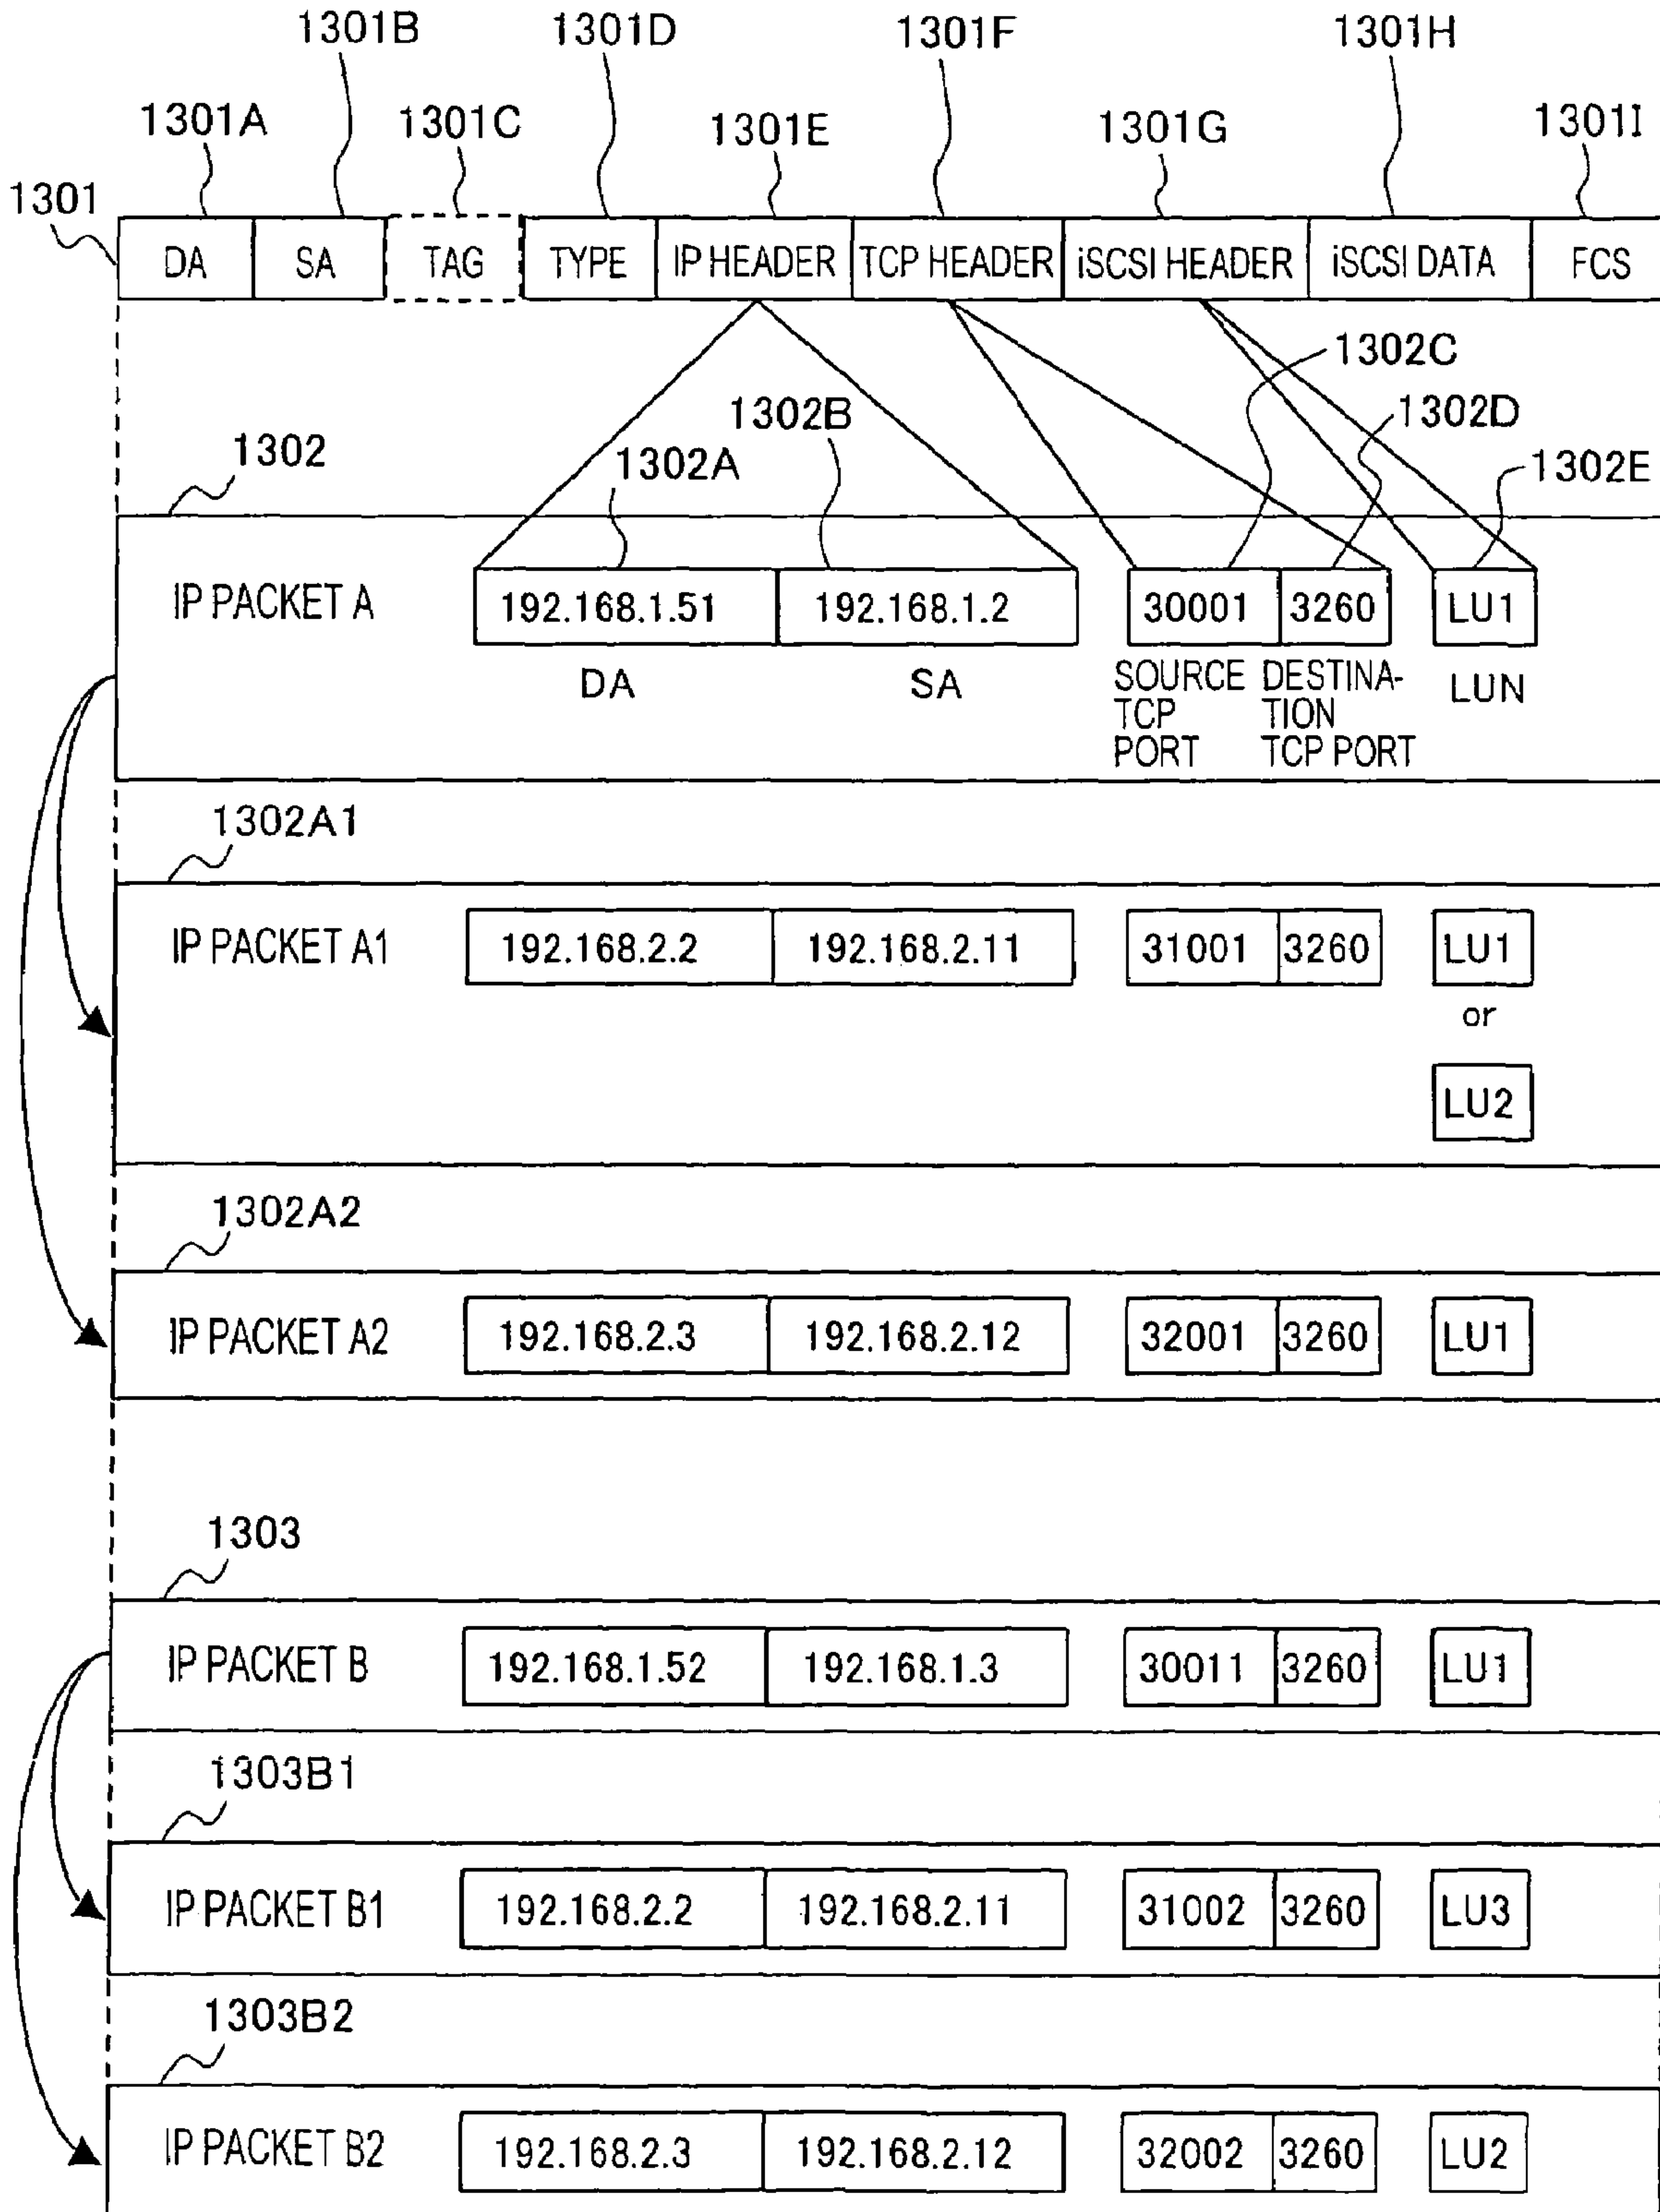 1301B 1301D 1301F 1301H
1301A 1301C 1301E 1301G 1301I
1301
DA SA TAG TYPE IP HEADER TCP HEADER iSCSI HEADER iSCSI DATA FCS
1302C
1302B 1302D
1302 1302A 1302E
IP PACKET A 192.168.1.51 192.168.1.2 30001 3260 LU1
DA SA SOURCE TCP PORT DESTINA-TION TCP PORT LUN
1302A1
IP PACKET A1 192.168.2.2 192.168.2.11 31001 3260 LU1
or
LU2
1302A2
IP PACKET A2 192.168.2.3 192.168.2.12 32001 3260 LU1
1303
IP PACKET B 192.168.1.52 192.168.1.3 30011 3260 LU1
1303B1
IP PACKET B1 192.168.2.2 192.168.2.11 31002 3260 LU3
1303B2
IP PACKET B2 192.168.2.3 192.168.2.12 32002 3260 LU2